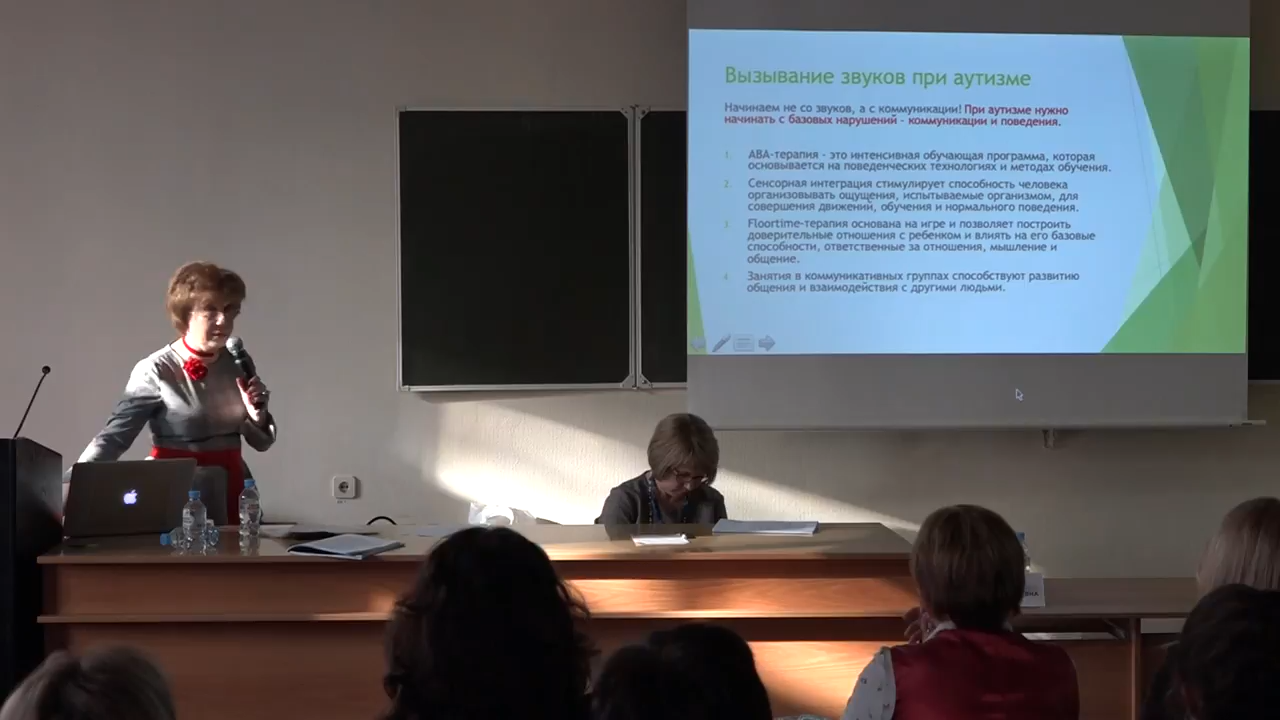 Вызывание звуков при аутизме
Начинаем не со звуков, а с коммуникации! При аутизме нужно
начинать с базовых нарушений - коммуникации и поведения.
1. АВА-терапия - это интенсивная обучающая программа, которая
основывается на поведенческих технологиях и методах обучения.
2. Сенсорная интеграция стимулирует способность человека
организовывать ощущения, испытываемые организмом, для
совершения движений, обучения и нормального поведения.
3. Floortime-терапия основана на игре и позволяет построить
доверительные отношения с ребенком и влиять на его базовые
способности, ответственные за отношения, мышление и
общение.
4. Занятия в коммуникативных группах способствуют развитию
общения и взаимодействия с другими людьми.